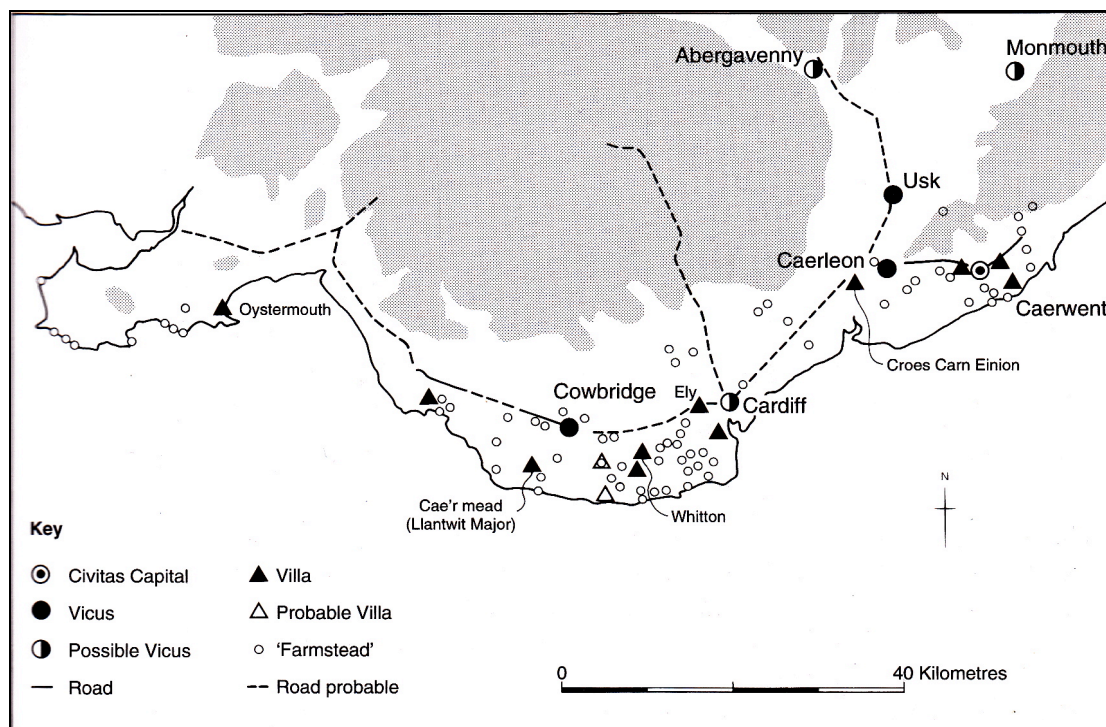 Abergavenny
Monmouth
Usk
Caerleon
Caerwent
Oystermouth
Croes Carn Einion
Cowbridge
Ely
Cardiff
Cae'r mead
(Llantwit Major)
Whitton
N
Key
Civitas Capital
Villa
Vicus
Probable Villa
Possible Vicus
'Farmstead'
Road
Road probable
0
40 Kilometres